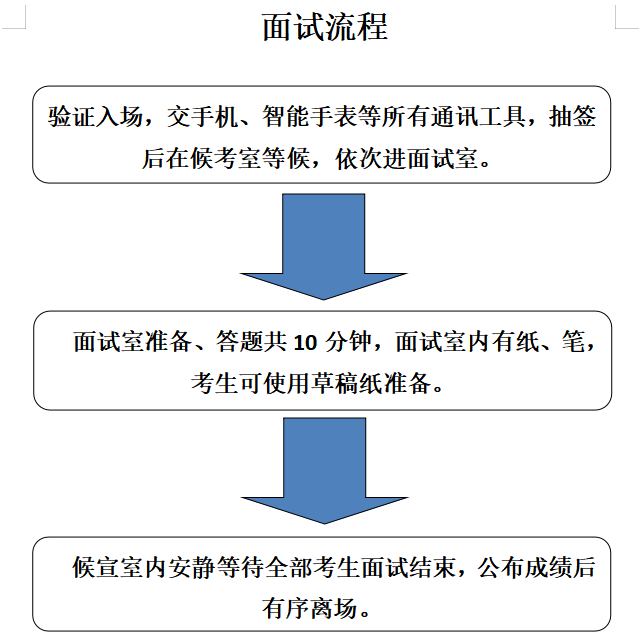 面试流程
验证入场，交手机、智能手表等所有通讯工具，抽签
后在候考室等候，依次进面试室。
面试室准备、答题共10分钟，面试室内有纸、笔，
考生可使用草稿纸准备。
候宣室内安静等待全部考生面试结束，公布成绩后
有序离场。